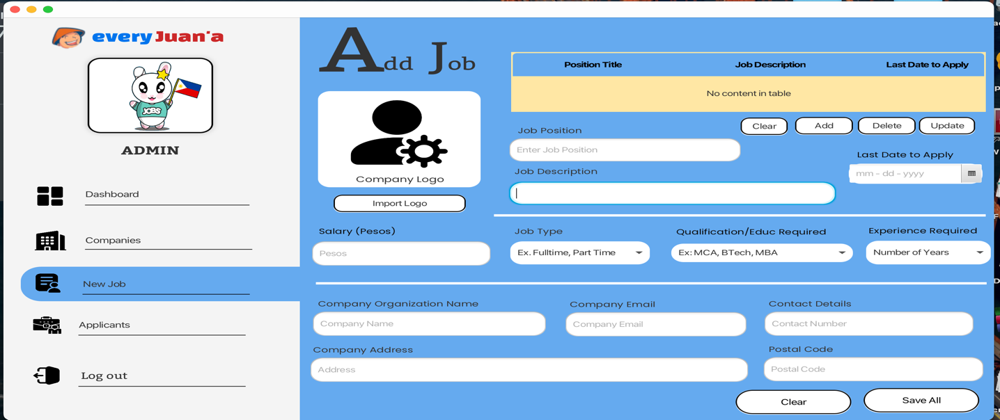 everyJuan'a
JOBS
ADMIN
Dashboard
Companies
New Job
Applicants
Log out
Add Job
Company Logo
Import Logo
Position Title Job Description Last Date to Apply
No content in table
Clear Add Delete Update
Job Position
Enter Job Position
Last Date to Apply
mm - dd - yyyy
Job Description
Salary (Pesos) Job Type Qualification/Educ Required Experience Required
Pesos Ex. Fulltime, Part Time Ex: MCA, BTech, MBA Number of Years
Company Organization Name Company Email Contact Details
Company Name Company Email Contact Number
Company Address Postal Code
Address Postal Code
Clear Save All